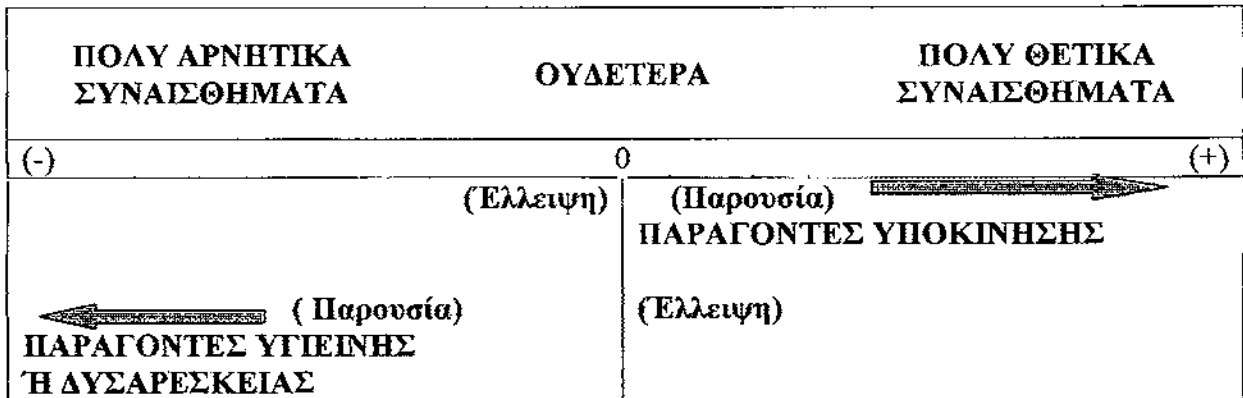 ΠΟΛΥ ΑΡΝΗΤΙΚΑ ΣΥΝΑΙΣΘΗΜΑΤΑ
ΟΥΔΕΤΕΡΑ
ΠΟΛΥ ΘΕΤΙΚΑ ΣΥΝΑΙΣΘΗΜΑΤΑ
(-) 0 (+)
(Έλλειψη) (Παρουσία)
ΠΑΡΑΓΟΝΤΕΣ ΥΠΟΚΙΝΗΣΗΣ
( Παρουσία) (Έλλειψη)
ΠΑΡΑΓΟΝΤΕΣ ΥΓΙΕΙΝΗΣ
Ή ΔΥΣΑΡΕΣΚΕΙΑΣ